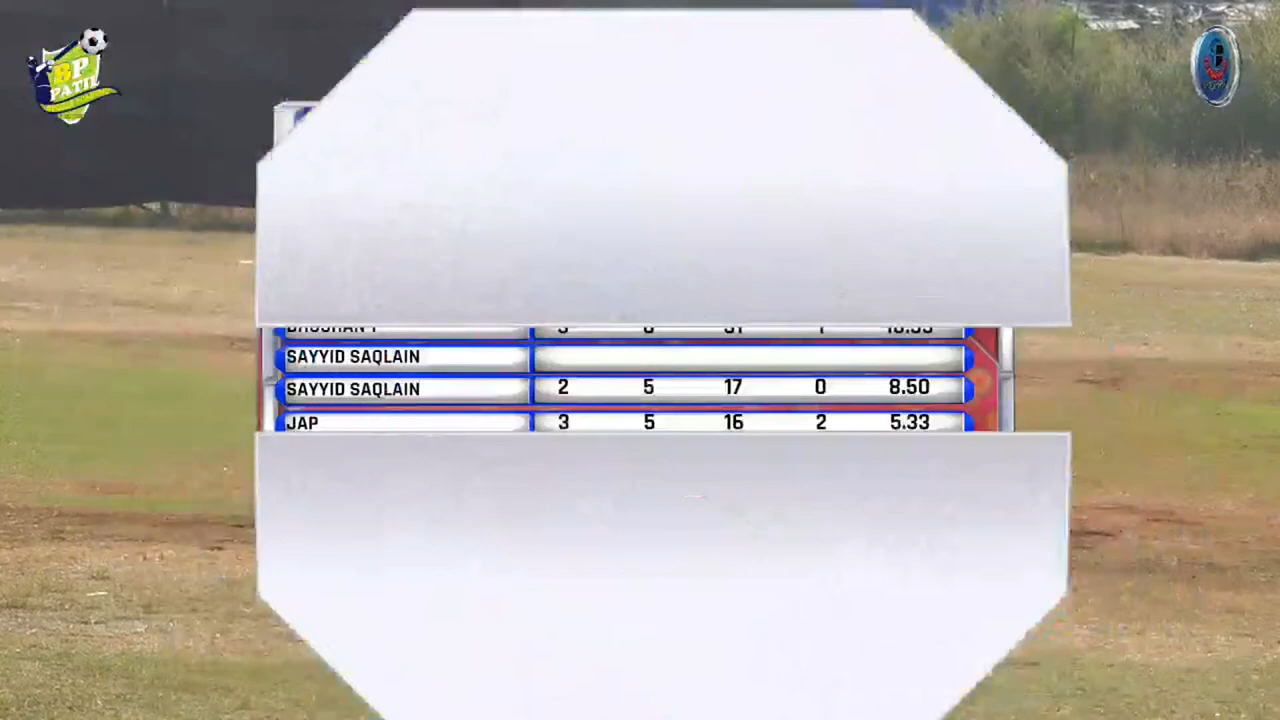 BP
PATIL
SAYYID SAQLAIN
SAYYID SAQLAIN 2 5 17 0 8.50
JAP 3 5 16 2 5.33